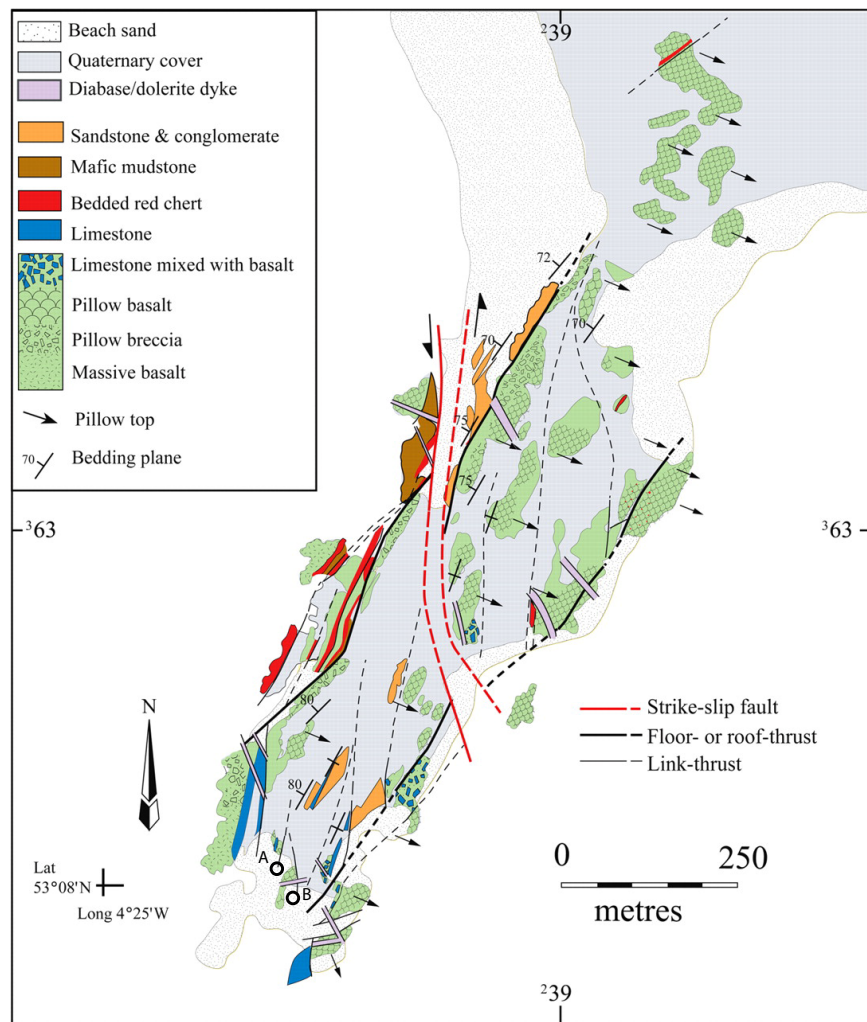 Beach sand
Quaternary cover
Diabase/dolerite dyke
Sandstone & conglomerate
Mafic mudstone
Bedded red chert
Limestone
Limestone mixed with basalt
Pillow basalt
Pillow breccia
Massive basalt
Pillow top
70 Bedding plane
239
72
70
70
75
75
363
363
80
80
N
Strike-slip fault
Floor- or roof-thrust
Link-thrust
A
B
Lat
53°08'N
Long 4°25'W
0 250
metres
239